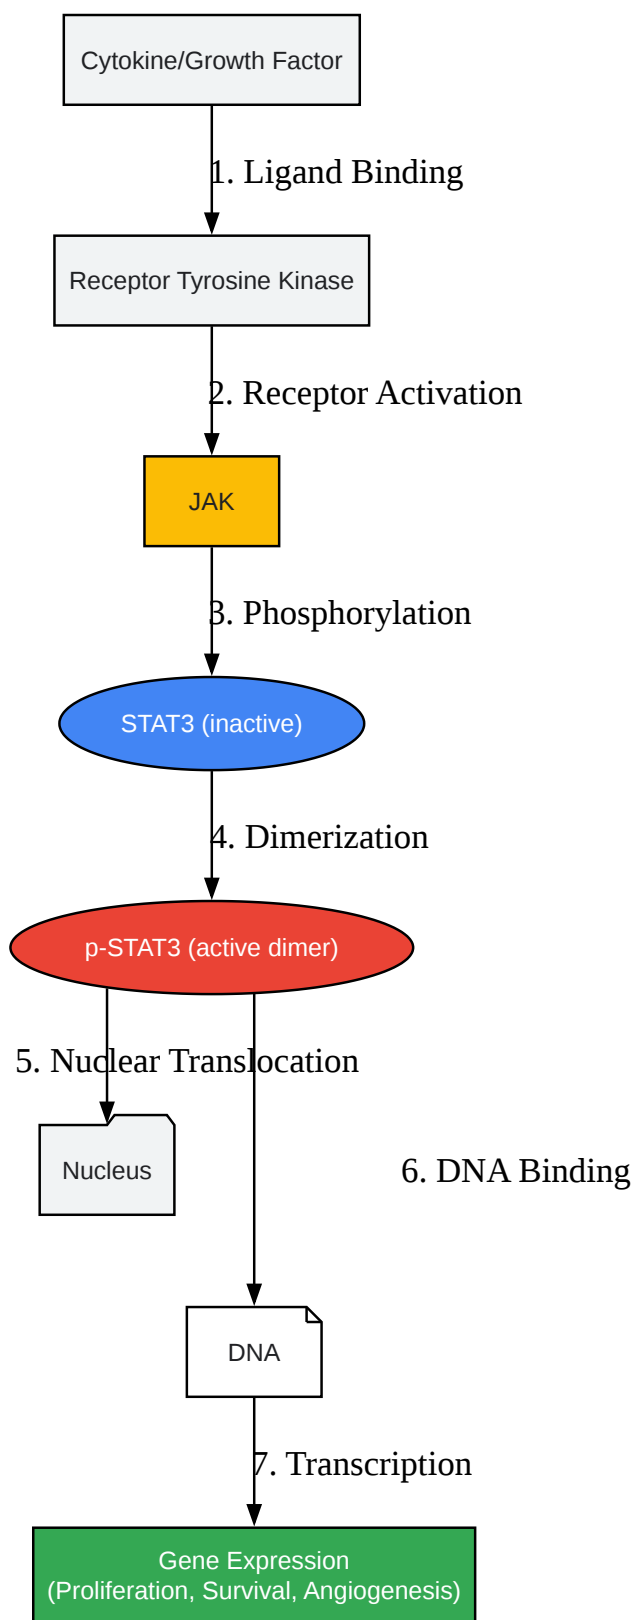 Cytokine/Growth Factor
1. Ligand Binding
Receptor Tyrosine Kinase
2. Receptor Activation
JAK
3. Phosphorylation
STAT3 (inactive)
4. Dimerization
p-STAT3 (active dimer)
5. Nuclear Translocation
Nucleus
6. DNA Binding
DNA
7. Transcription
Gene Expression
(Proliferation, Survival, Angiogenesis)